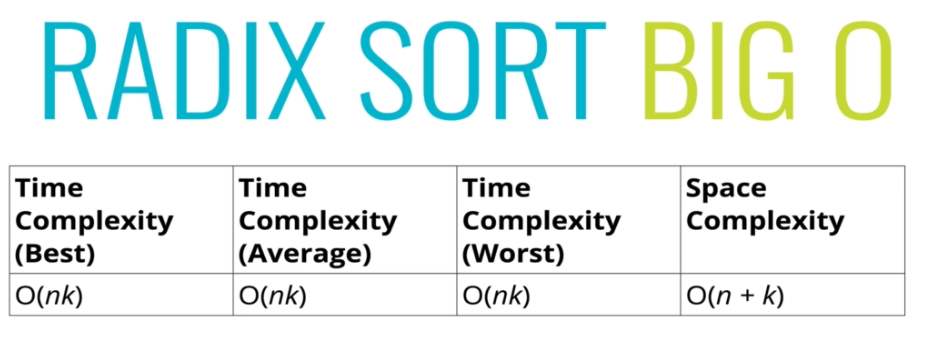 RADIX SORT BIG O
Time Complexity (Best)
Time Complexity (Average)
Time Complexity (Worst)
Space Complexity
O(nk)
O(nk)
O(nk)
O(n + k)